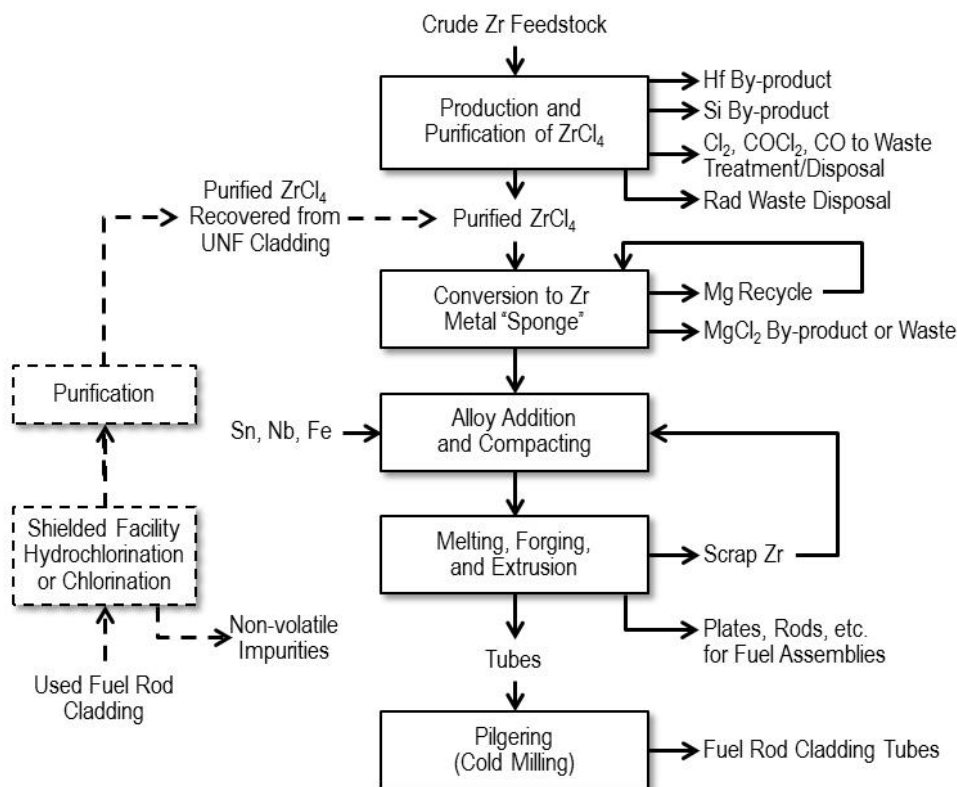 Crude Zr Feedstock
Production and
Purification of ZrCl₄
Hf By-product
Si By-product
Cl₂, COCl₂, CO to Waste
Treatment/Disposal
Rad Waste Disposal
Purified ZrCl₄
Recovered from
UNF Cladding
Purified ZrCl₄
Conversion to Zr
Metal “Sponge”
Mg Recycle
MgCl₂ By-product or Waste
Purification
Sn, Nb, Fe
Alloy Addition
and Compacting
Shielded Facility
Hydrochlorination
or Chlorination
Melting, Forging,
and Extrusion
Scrap Zr
Non-volatile
Impurities
Plates, Rods, etc.
for Fuel Assemblies
Used Fuel Rod
Cladding
Tubes
Pilgering
(Cold Milling)
Fuel Rod Cladding Tubes